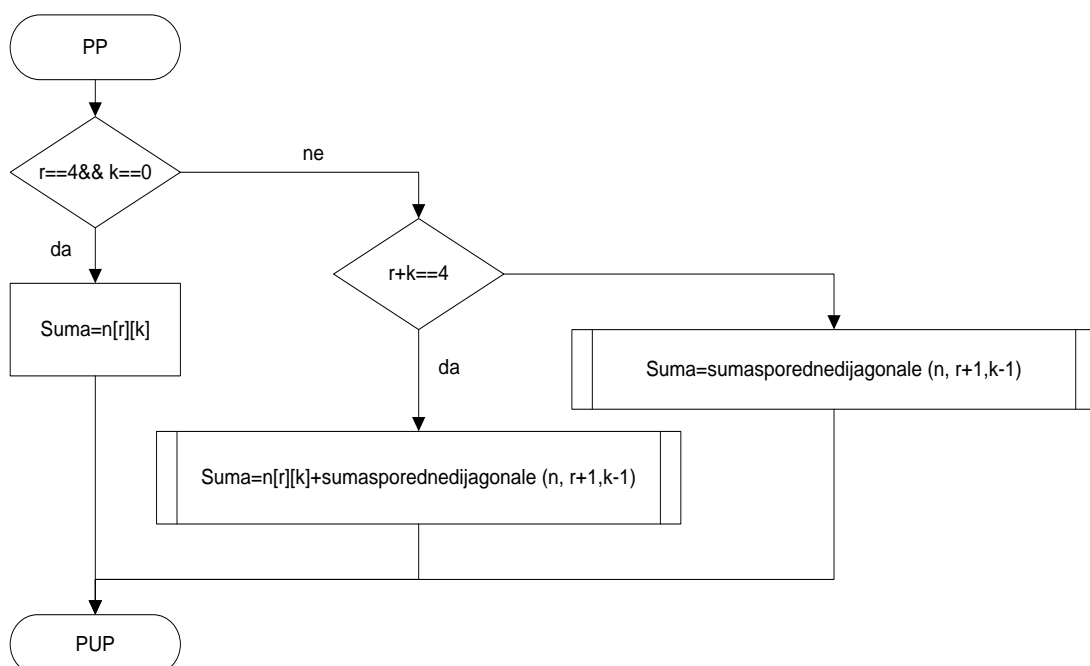 PP
r==4&& k==0
ne
da
r+k==4
Suma=n[r][k]
da
Suma=sumasporednedijagonale (n, r+1,k-1)
Suma=n[r][k]+sumasporednedijagonale (n, r+1,k-1)
PUP